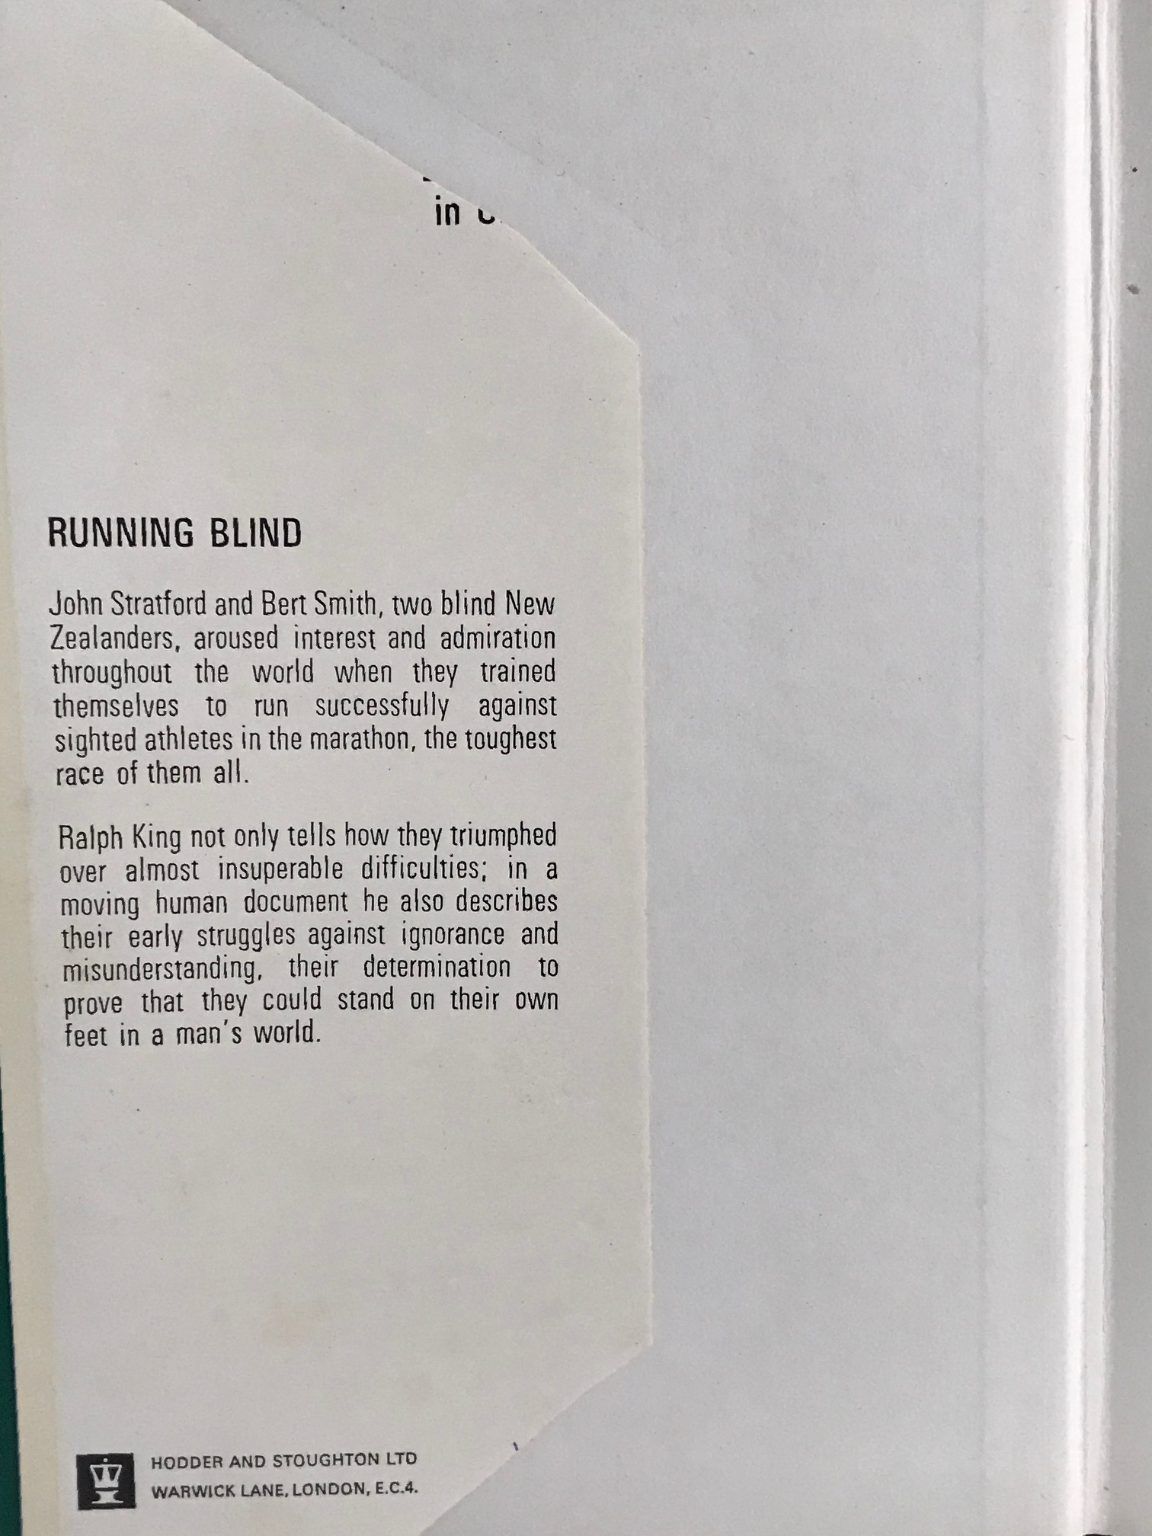 in
RUNNING BLIND
John Stratford and Bert Smith, two blind New
Zealanders, aroused interest and admiration
throughout the world when they trained
themselves to run successfully against
sighted athletes in the marathon, the toughest
race of them all.
Ralph King not only tells how they triumphed
over almost insuperable difficulties; in a
moving human document he also describes
their early struggles against ignorance and
misunderstanding, their determination to
prove that they could stand on their own
feet in a man's world.
HODDER AND STOUGHTON LTD
WARWICK LANE, LONDON, E.C.4.